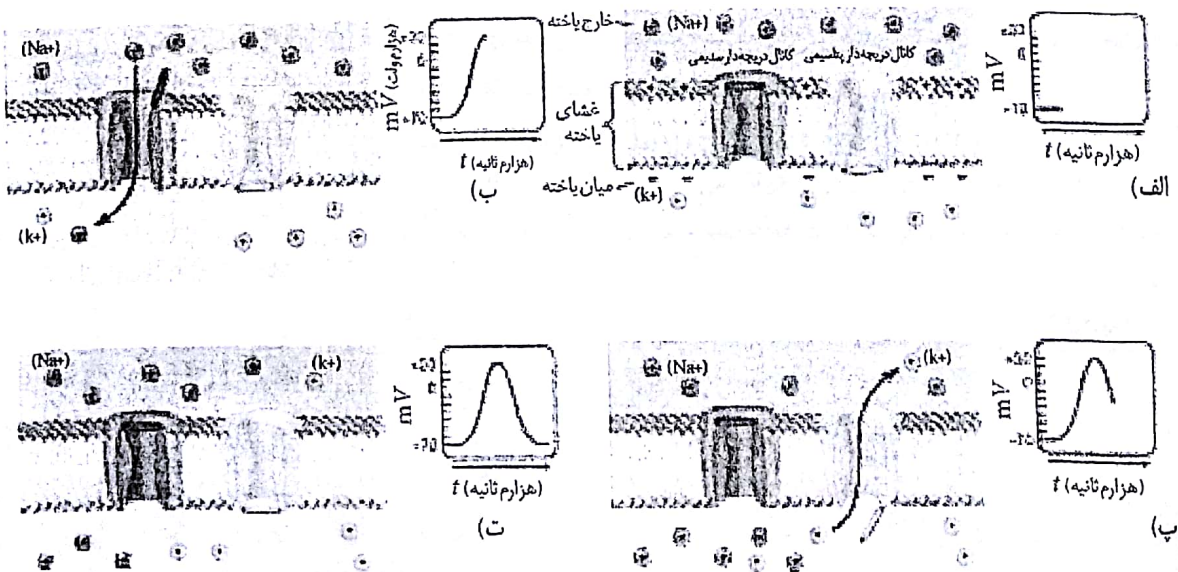 خارج یاخته
(Na+)
کانال دریچه‌دار سدیمی
کانال دریچه‌دار پتاسیمی
غشای
یاخته
میان یاخته
(k+)
mV
t (هزارم ثانیه)
الف)
(Na+)
(k+)
mV (هزارم ولت)
t (هزارم ثانیه)
ب)
(Na+)
(k+)
mV
t (هزارم ثانیه)
پ)
(Na+)
(k+)
mV
-70
t (هزارم ثانیه)
ت)